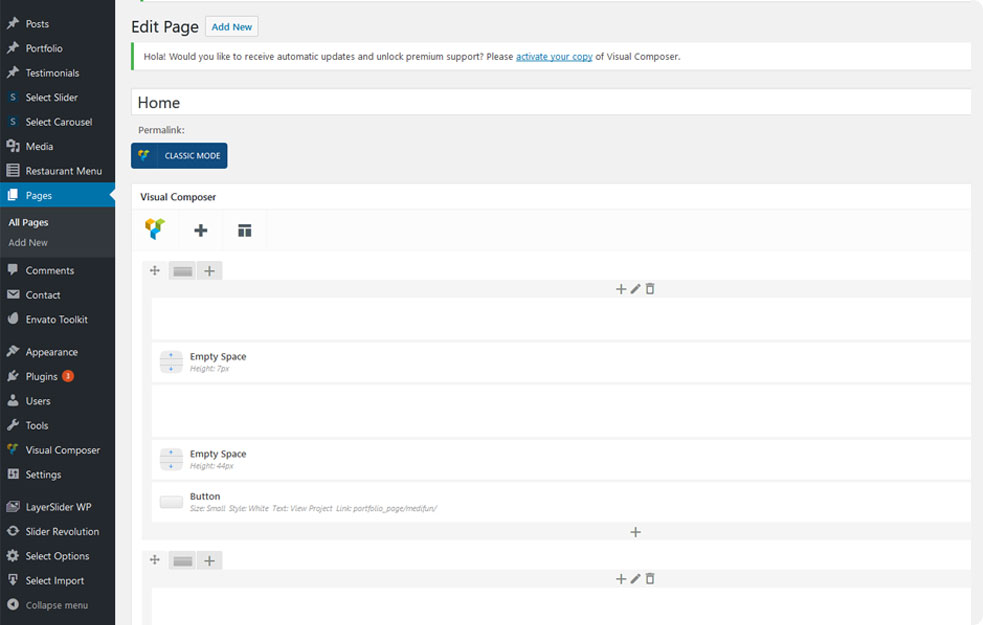 Posts
Portfolio
Testimonials
S Select Slider
S Select Carousel
Media
Restaurant Menu
Pages
All Pages
Add New
Comments
Contact
Envato Toolkit
Appearance
Plugins 3
Users
Tools
Visual Composer
Settings
LayerSlider WP
Slider Revolution
Select Options
Select Import
Collapse menu
Edit Page Add New
Hola! Would you like to receive automatic updates and unlock premium support? Please activate your copy of Visual Composer.
Home
Permalink:
CLASSIC MODE
Visual Composer
Empty Space
Height: 7px
Empty Space
Height: 44px
Button
Size: Small Style: White Text: View Project Link: portfolio_page/medifun/